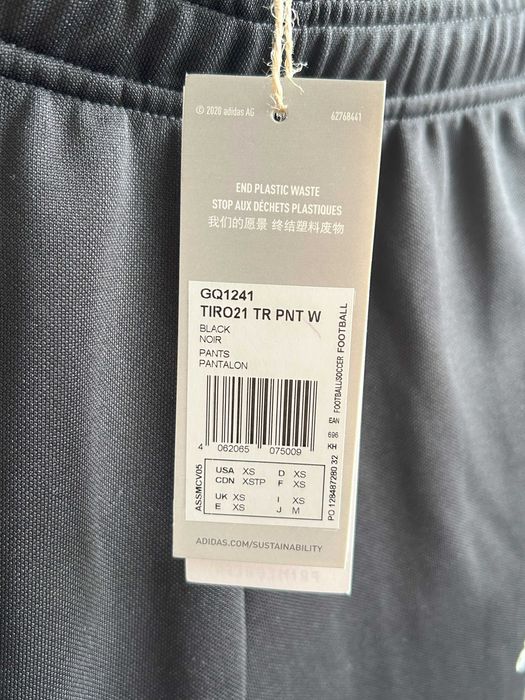 © 2020 adidas AG 62768441
END PLASTIC WASTE
STOP AUX DÉCHETS PLASTIQUES
我们的愿景 终结塑料废物
GQ1241
TIRO21 TR PNT W
BLACK
NOIR
PANTS
PANTALON
4 062065 075009
USA XS D XS
CDN XSTP F XS
UK XS I XS
E XS J M
ASSMCV05
FOOTBALL/SOCCER FOOTBALL
EAN
696
KH
PO 128487280 32
ADIDAS.COM/SUSTAINABILITY